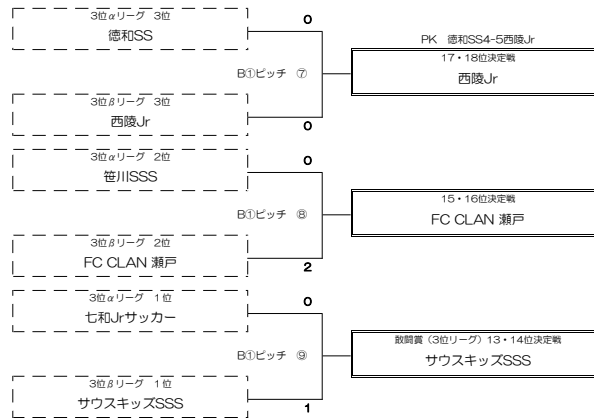 3位αリーグ 3位
徳和SS
0
PK 徳和SS4-5西陵Jr
17・18位決定戦
西陵Jr
B①ピッチ ⑦
3位βリーグ 3位
西陵Jr
0
3位αリーグ 2位
笹川SSS
0
15・16位決定戦
FC CLAN 瀬戸
B①ピッチ ⑧
3位βリーグ 2位
FC CLAN 瀬戸
2
3位αリーグ 1位
七和Jrサッカー
0
敢闘賞（3位リーグ）13・14位決定戦
サウスキッズSSS
B①ピッチ ⑨
3位βリーグ 1位
サウスキッズSSS
1